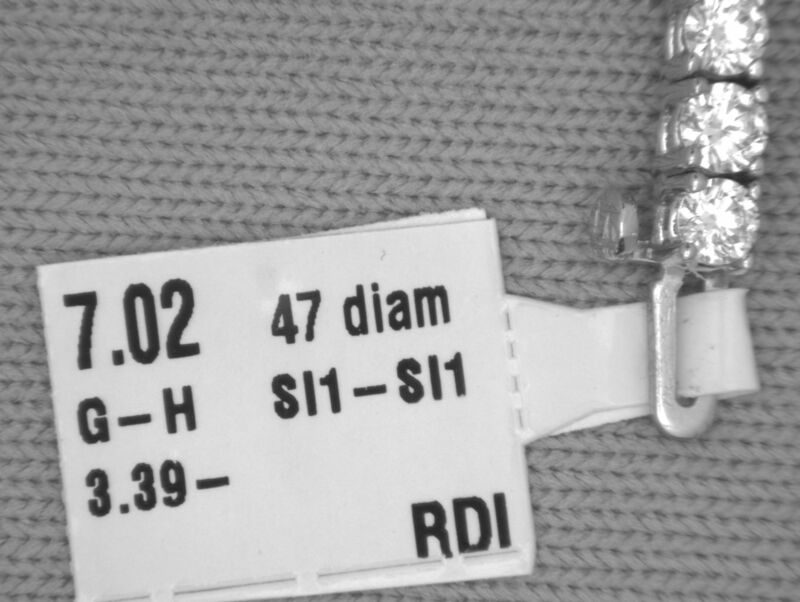 7.02 47 diam
G-H SI1-SI1
3.39-
RDI